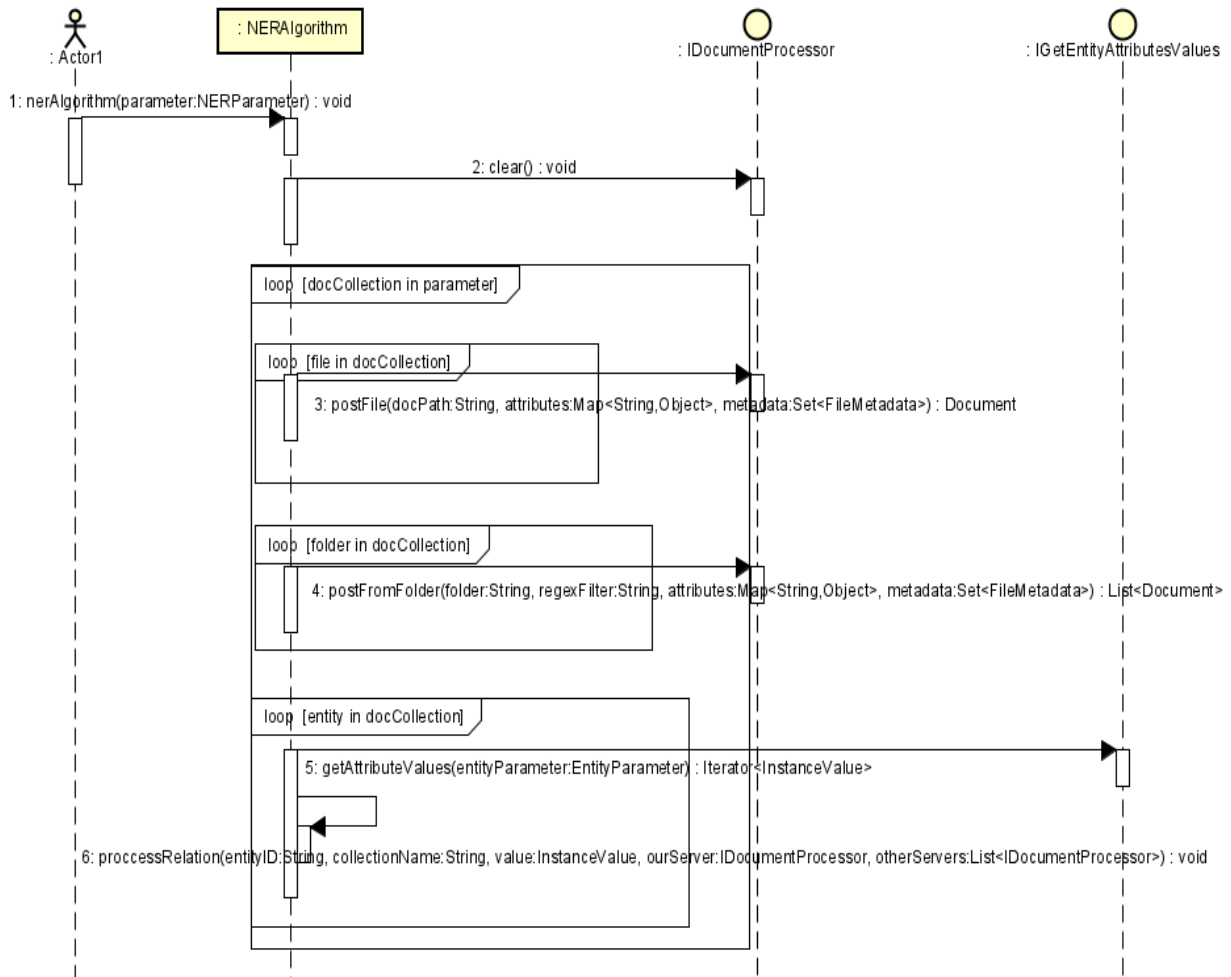 : Actor1
: NERAlgorithm
: IDocumentProcessor
: IGetEntityAttributesValues
1: nerAlgorithm(parameter:NERParameter) : void
2: clear() : void
loop [docCollection in parameter]
loop [file in docCollection]
3: postFile(docPath:String, attributes:Map<String,Object>, metadata:Set<FileMetadata>) : Document
loop [folder in docCollection]
4: postFromFolder(folder:String, regexFilter:String, attributes:Map<String,Object>, metadata:Set<FileMetadata>) : List<Document>
loop [entity in docCollection]
5: getAttributeValues(entityParameter:EntityParameter) : Iterator<InstanceValue>
6: proccessRelation(entityID:String, collectionName:String, value:InstanceValue, ourServer:IDocumentProcessor, otherServers:List<IDocumentProcessor>) : void